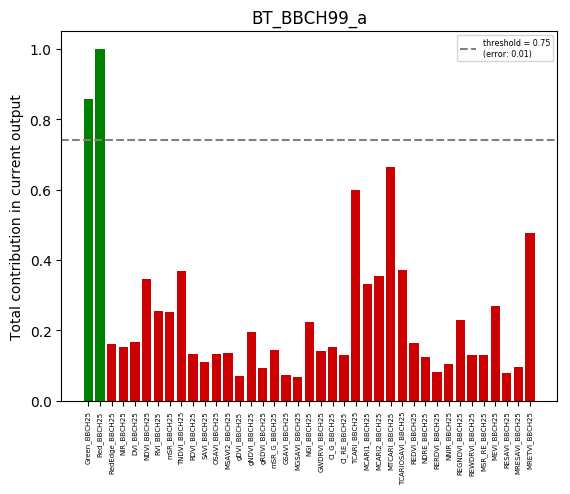 BT_BBCH99_a
Total contribution in current output
1.0
0.8
0.6
0.4
0.2
0.0
threshold = 0.75
(error: 0.01)
Green_BBCH25
Red_BBCH25
RedEdge_BBCH25
NIR_BBCH25
DVI_BBCH25
NDVI_BBCH25
RVI_BBCH25
mSR_BBCH25
TNDVI_BBCH25
RDVI_BBCH25
SAVI_BBCH25
OSAVI_BBCH25
MSAVI2_BBCH25
gDVI_BBCH25
gNDVI_BBCH25
gRDVI_BBCH25
mSR_G_BBCH25
GSAVI_BBCH25
MGSAVI_BBCH25
NGI_BBCH25
GWDRVI_BBCH25
CI_G_BBCH25
CI_RE_BBCH25
TCARI_BBCH25
MCARI1_BBCH25
MCARI2_BBCH25
MTCARI_BBCH25
TCARIOSAVI_BBCH25
REDVI_BBCH25
NDRE_BBCH25
RERDVI_BBCH25
NNIR_BBCH25
REGNDVI_BBCH25
REWDRVI_BBCH25
MSR_RE_BBCH25
MEVI_BBCH25
RESAVI_BBCH25
MRESAVI_BBCH25
MRETVI_BBCH25